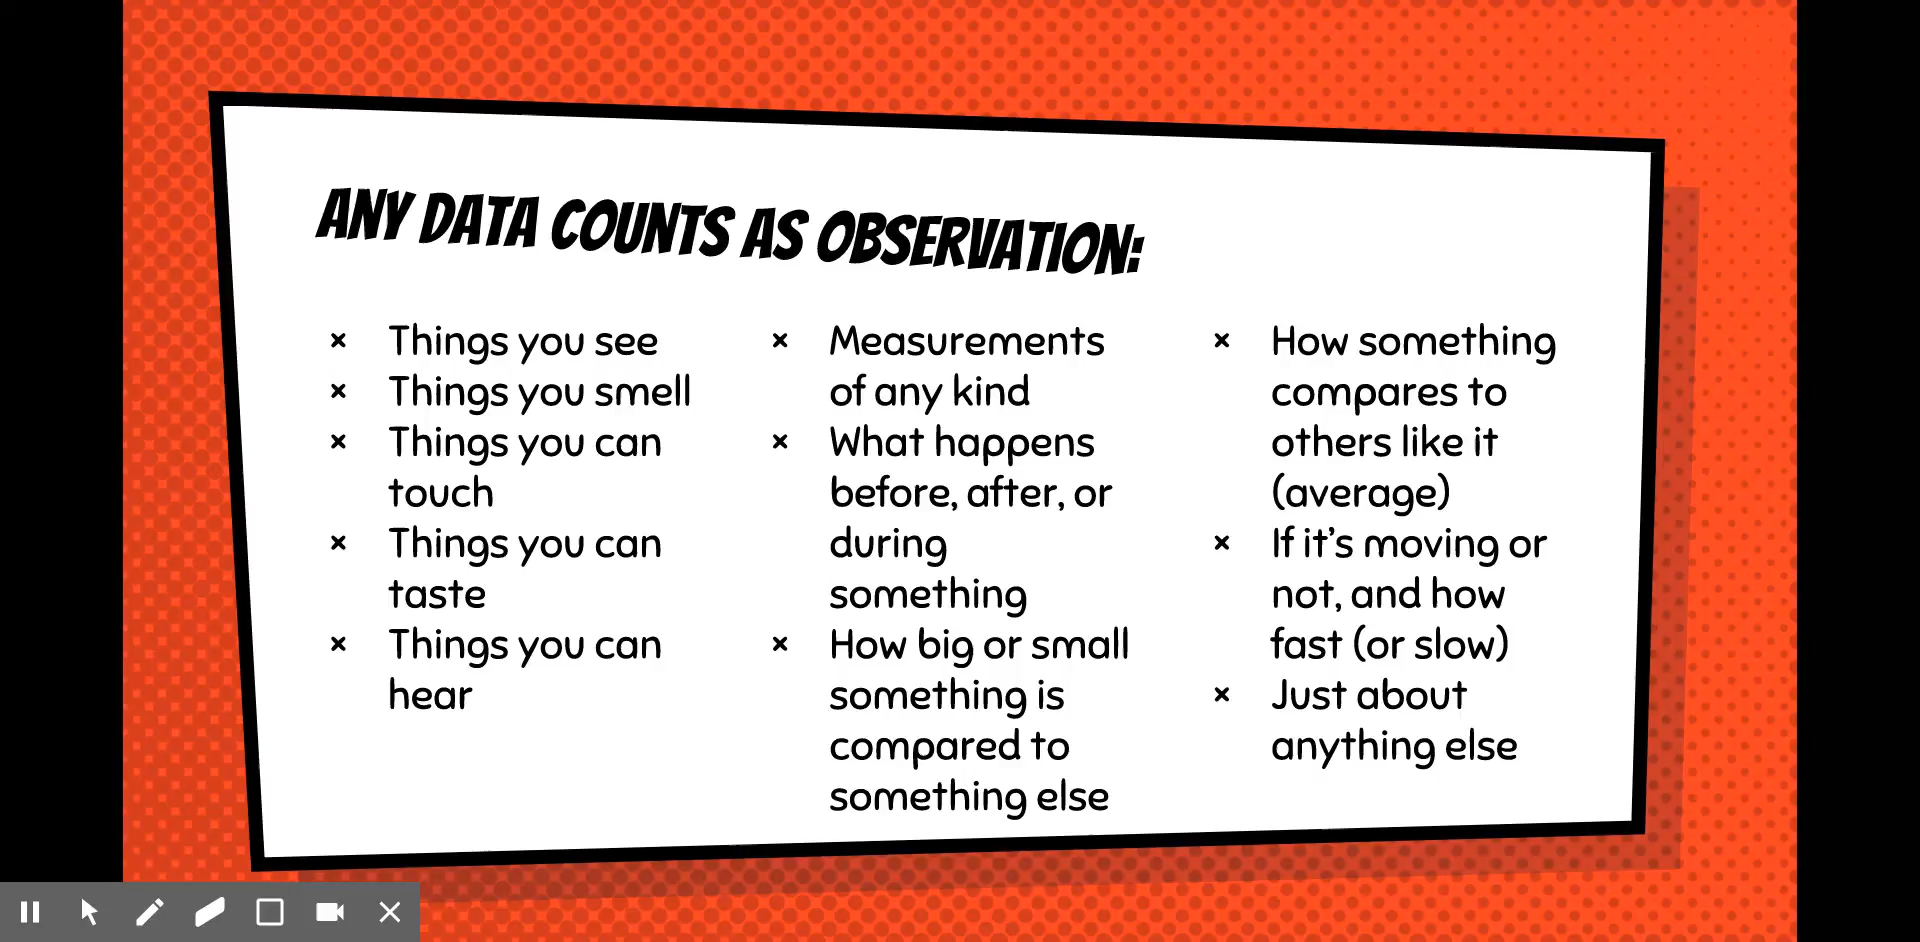 ANY DATA COUNTS AS OBSERVATION:
× Things you see
× Things you smell
× Things you can
touch
× Things you can
taste
× Things you can
hear
× Measurements
of any kind
× What happens
before, after, or
during
something
× How big or small
something is
compared to
something else
× How something
compares to
others like it
(average)
× If it’s moving or
not, and how
fast (or slow)
× Just about
anything else